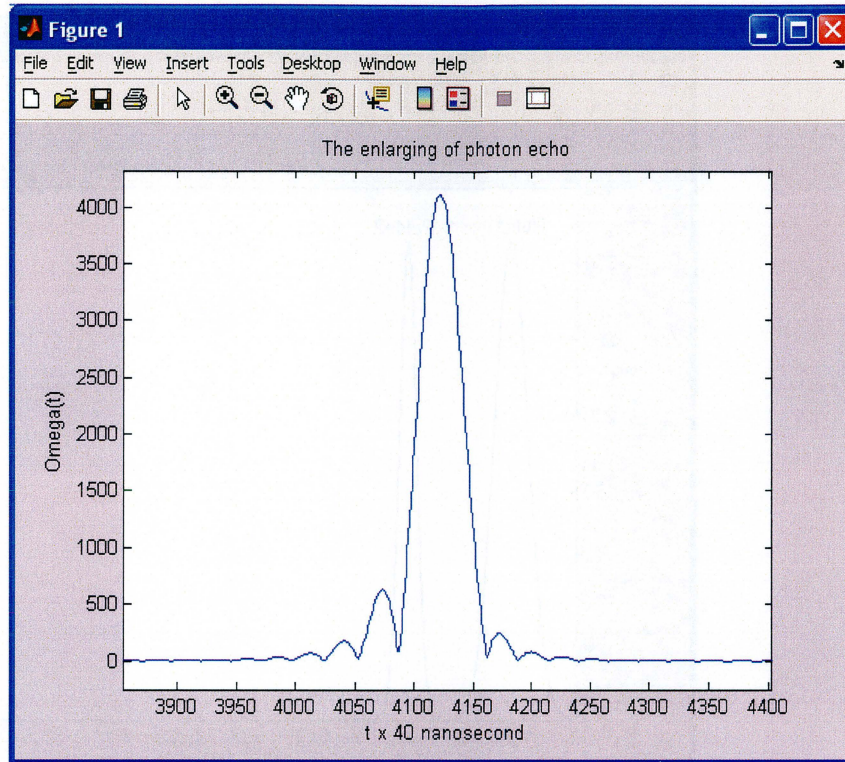 Figure 1
File Edit View Insert Tools Desktop Window Help
The enlarging of photon echo
4000
3500
3000
2500
2000
1500
1000
500
0
Omega(t)
3900 3950 4000 4050 4100 4150 4200 4250 4300 4350 4400
t x 40 nanosecond